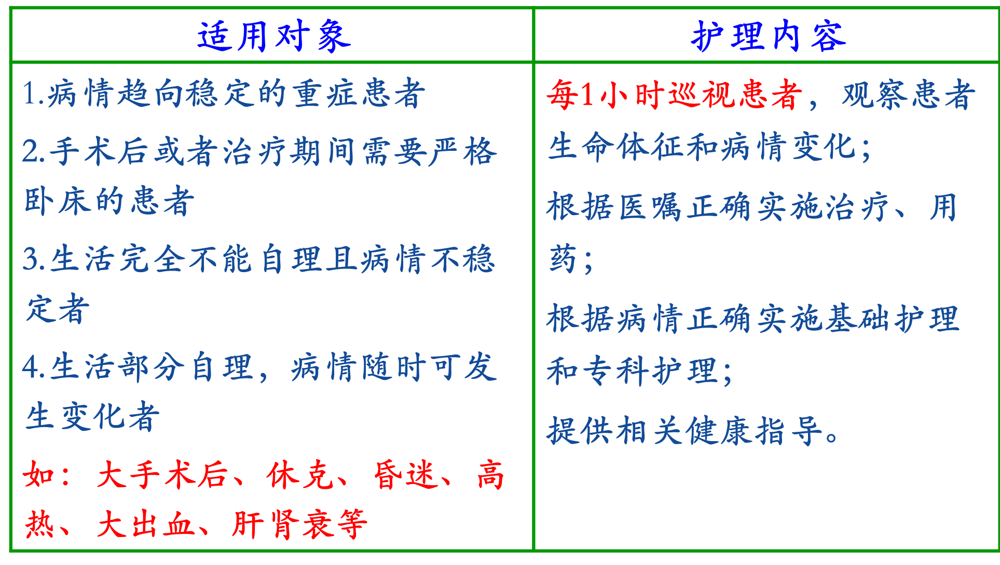 适用对象
护理内容
1.病情趋向稳定的重症患者
2.手术后或者治疗期间需要严格
卧床的患者
3.生活完全不能自理且病情不稳
定者
4.生活部分自理，病情随时可发
生变化者
如：大手术后、休克、昏迷、高
热、大出血、肝肾衰等
每1小时巡视患者，观察患者
生命体征和病情变化；
根据医嘱正确实施治疗、用
药；
根据病情正确实施基础护理
和专科护理；
提供相关健康指导。